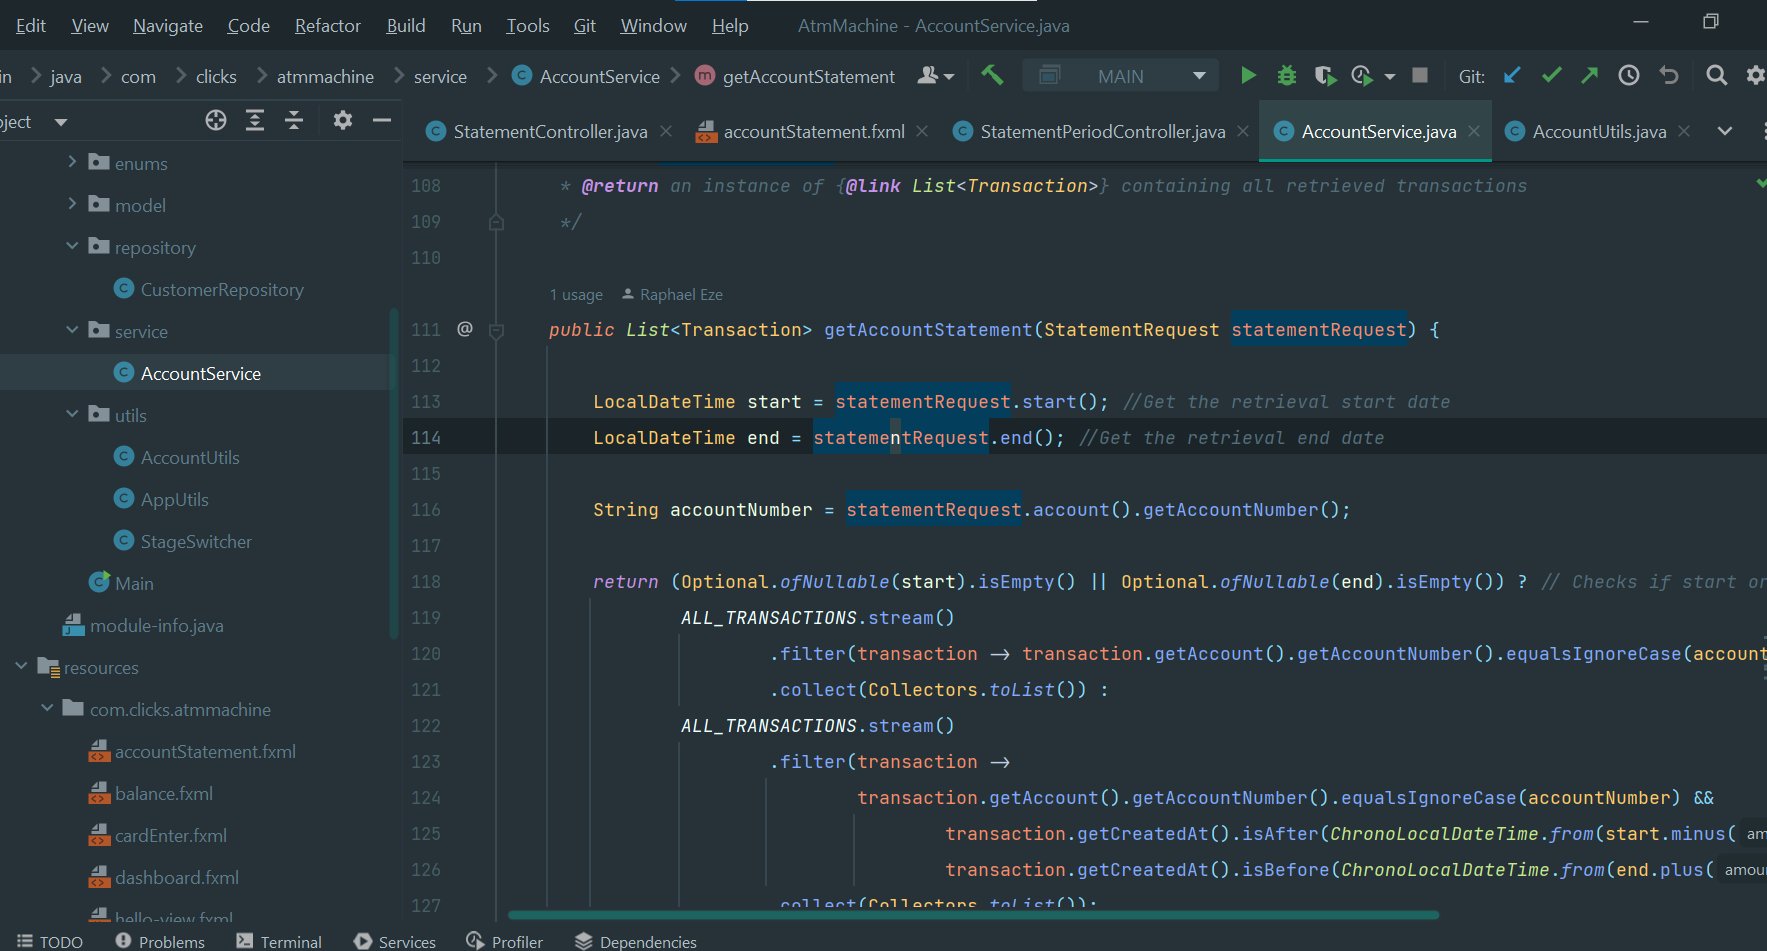 Edit View Navigate Code Refactor Build Run Tools Git Window Help AtmMachine - AccountService.java
in java com clicks atmmachine service AccountService m getAccountStatement MAIN Git:
oject
C StatementController.java accountStatement.fxml C StatementPeriodController.java C AccountService.java C AccountUtils.java
enums
model
repository
C CustomerRepository
service
C AccountService
utils
C AccountUtils
C AppUtils
C StageSwitcher
C Main
module-info.java
resources
com.clicks.atmmachine
accountStatement.fxml
balance.fxml
cardEnter.fxml
dashboard.fxml
hello-view.fxml
108 * @return an instance of {@link List<Transaction>} containing all retrieved transactions
109 */
110
1 usage Raphael Eze
111 @ public List<Transaction> getAccountStatement(StatementRequest statementRequest) {
112
113 LocalDateTime start = statementRequest.start(); //Get the retrieval start date
114 LocalDateTime end = statementRequest.end(); //Get the retrieval end date
115
116 String accountNumber = statementRequest.account().getAccountNumber();
117
118 return (Optional.ofNullable(start).isEmpty() || Optional.ofNullable(end).isEmpty()) ? // Checks if start or
119 ALL_TRANSACTIONS.stream()
120 .filter(transaction → transaction.getAccount().getAccountNumber().equalsIgnoreCase(account
121 .collect(Collectors.toList()) :
122 ALL_TRANSACTIONS.stream()
123 .filter(transaction →
124 transaction.getAccount().getAccountNumber().equalsIgnoreCase(accountNumber) &&
125 transaction.getCreatedAt().isAfter(ChronoLocalDateTime.from(start.minus( am
126 transaction.getCreatedAt().isBefore(ChronoLocalDateTime.from(end.plus( amou
127 .collect(Collectors.toList());
TODO Problems Terminal Services Profiler Dependencies